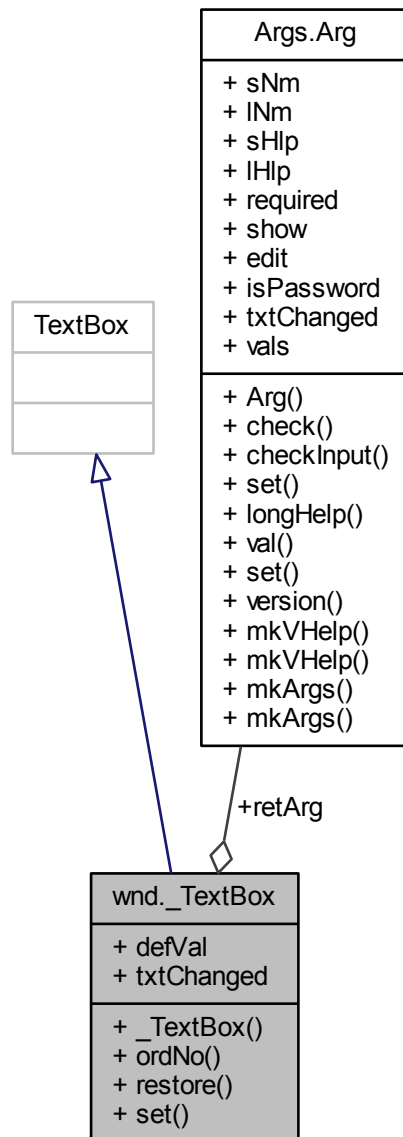 Args.Arg
+ sNm
+ lNm
+ sHlp
+ lHlp
+ required
+ show
+ edit
+ isPassword
+ txtChanged
+ vals
+ Arg()
+ check()
+ checkInput()
+ set()
+ longHelp()
+ val()
+ set()
+ version()
+ mkVHelp()
+ mkVHelp()
+ mkArgs()
+ mkArgs()
TextBox
+retArg
wnd._TextBox
+ defVal
+ txtChanged
+ _TextBox()
+ ordNo()
+ restore()
+ set()